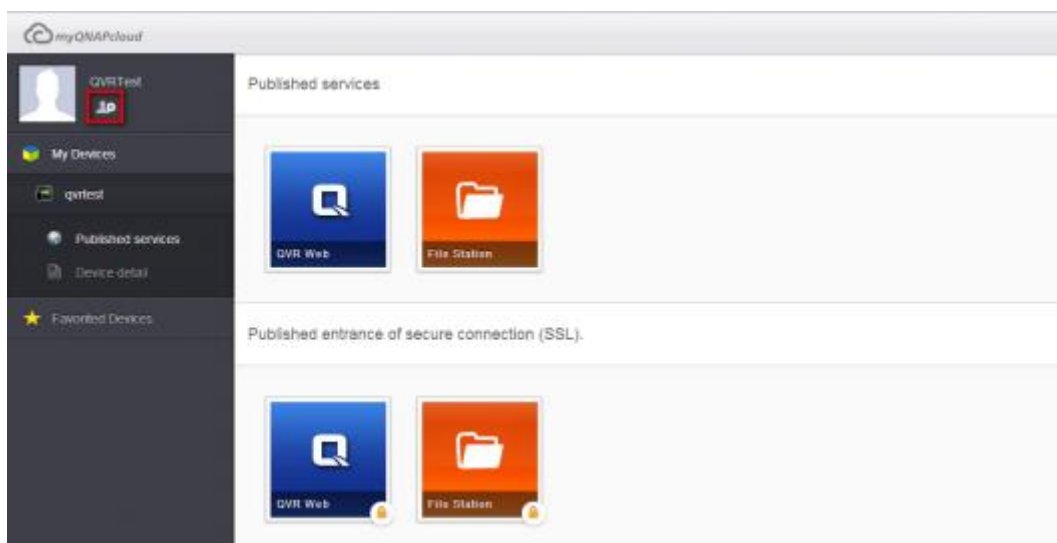 myQNAPcloud
QVRTest
My Devices
qvrtest
Published services
Device detail
Favorited Devices
Published services
QVR Web
File Station
Published entrance of secure connection (SSL).
QVR Web
File Station